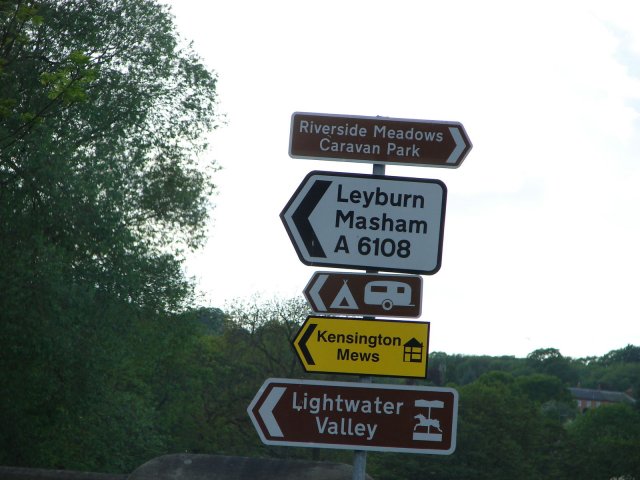 Riverside Meadows
Caravan Park
Leyburn
Masham
A 6108
Kensington
Mews
Lightwater
Valley